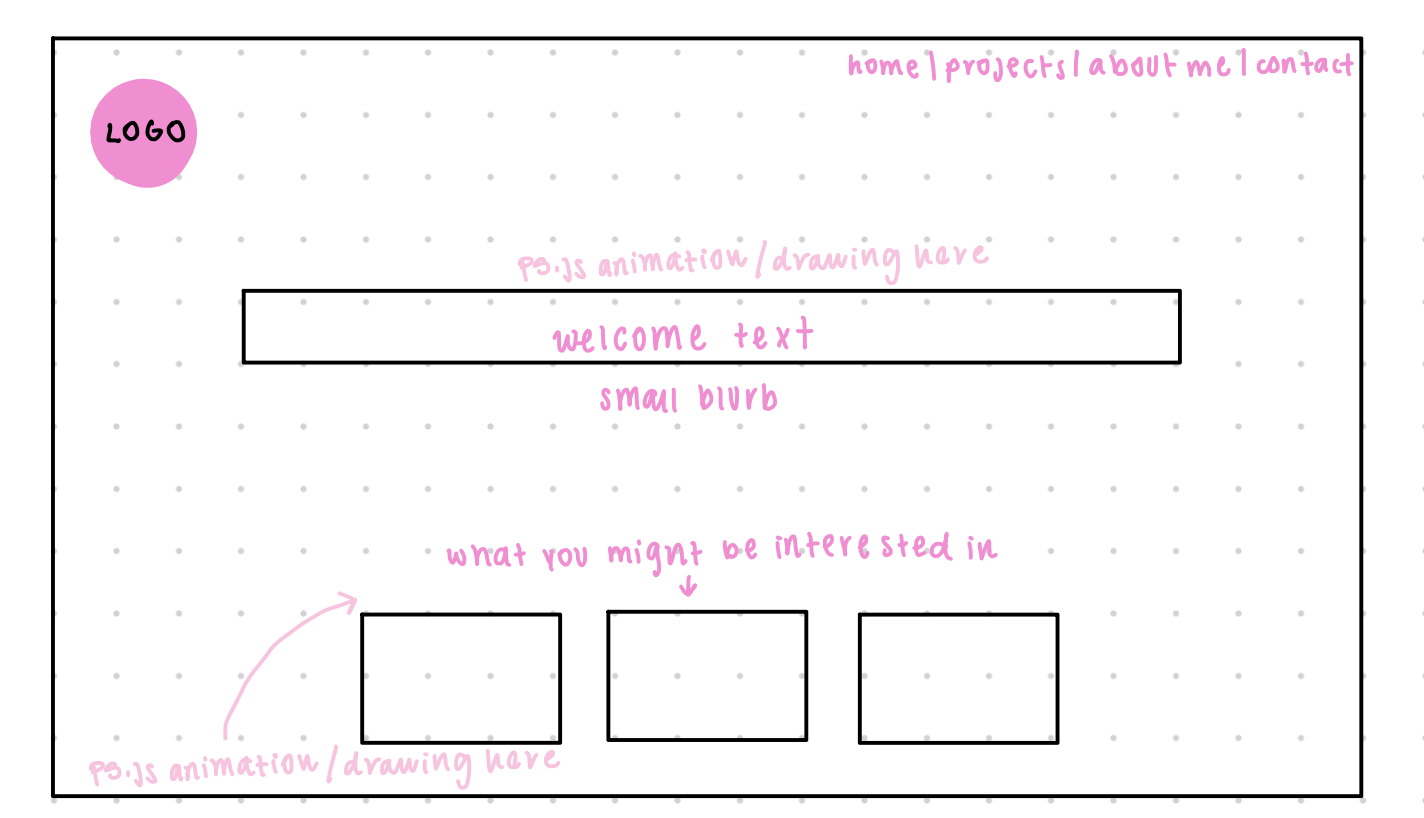 home | projects | about me | contact
LOGO
P5.js animation/drawing here
welcome text
small blurb
what you might be interested in
P5.js animation/drawing here